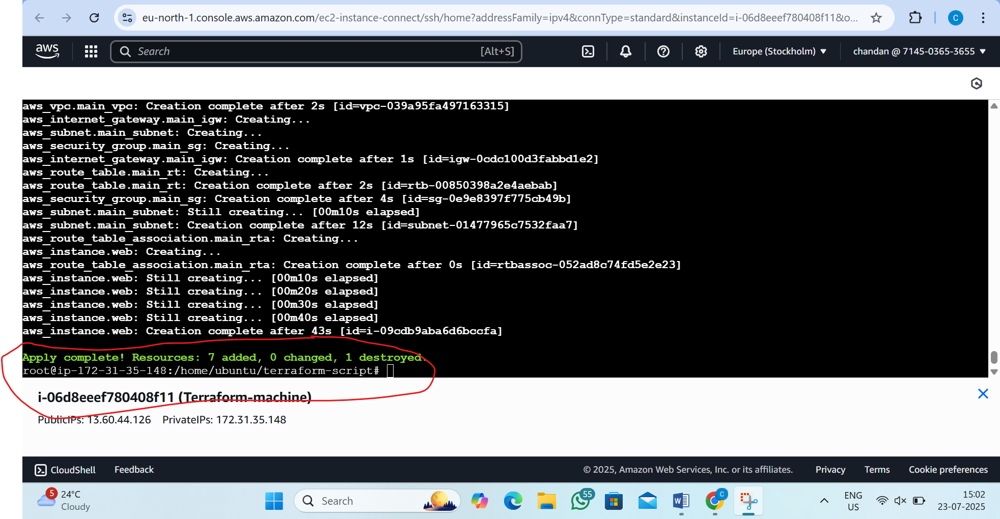 eu-north-1.console.aws.amazon.com/ec2-instance-connect/ssh/home?addressFamily=ipv4&connType=standard&instanceId=i-06d8eeef780408f11&o...
C
aws
Search
[Alt+S]
Europe (Stockholm)
chandan @ 7145-0365-3655
aws_vpc.main_vpc: Creation complete after 2s [id=vpc-039a95fa497163315]
aws_internet_gateway.main_igw: Creating...
aws_subnet.main_subnet: Creating...
aws_security_group.main_sg: Creating...
aws_internet_gateway.main_igw: Creation complete after 1s [id=igw-0cdc100d3fabbd1e2]
aws_route_table.main_rt: Creating...
aws_route_table.main_rt: Creation complete after 2s [id=rtb-00850398a2e4aebab]
aws_security_group.main_sg: Creation complete after 4s [id=sg-0e9e8397f775cb49b]
aws_subnet.main_subnet: Still creating... [00m10s elapsed]
aws_subnet.main_subnet: Creation complete after 12s [id=subnet-01477965c7532faa7]
aws_route_table_association.main_rta: Creating...
aws_instance.web: Creating...
aws_route_table_association.main_rta: Creation complete after 0s [id=rtbassoc-052ad8c74fd5e2e23]
aws_instance.web: Still creating... [00m10s elapsed]
aws_instance.web: Still creating... [00m20s elapsed]
aws_instance.web: Still creating... [00m30s elapsed]
aws_instance.web: Still creating... [00m40s elapsed]
aws_instance.web: Creation complete after 43s [id=i-09cdb9aba6d6bccfa]
Apply complete! Resources: 7 added, 0 changed, 1 destroyed.
root@ip-172-31-35-148:/home/ubuntu/terraform-script#
i-06d8eeef780408f11 (Terraform-machine)
PublicIPs: 13.60.44.126 PrivateIPs: 172.31.35.148
CloudShell
Feedback
© 2025, Amazon Web Services, Inc. or its affiliates.
Privacy
Terms
Cookie preferences
5
24°C
Cloudy
Search
55
W
C
ENG
US
15:02
23-07-2025